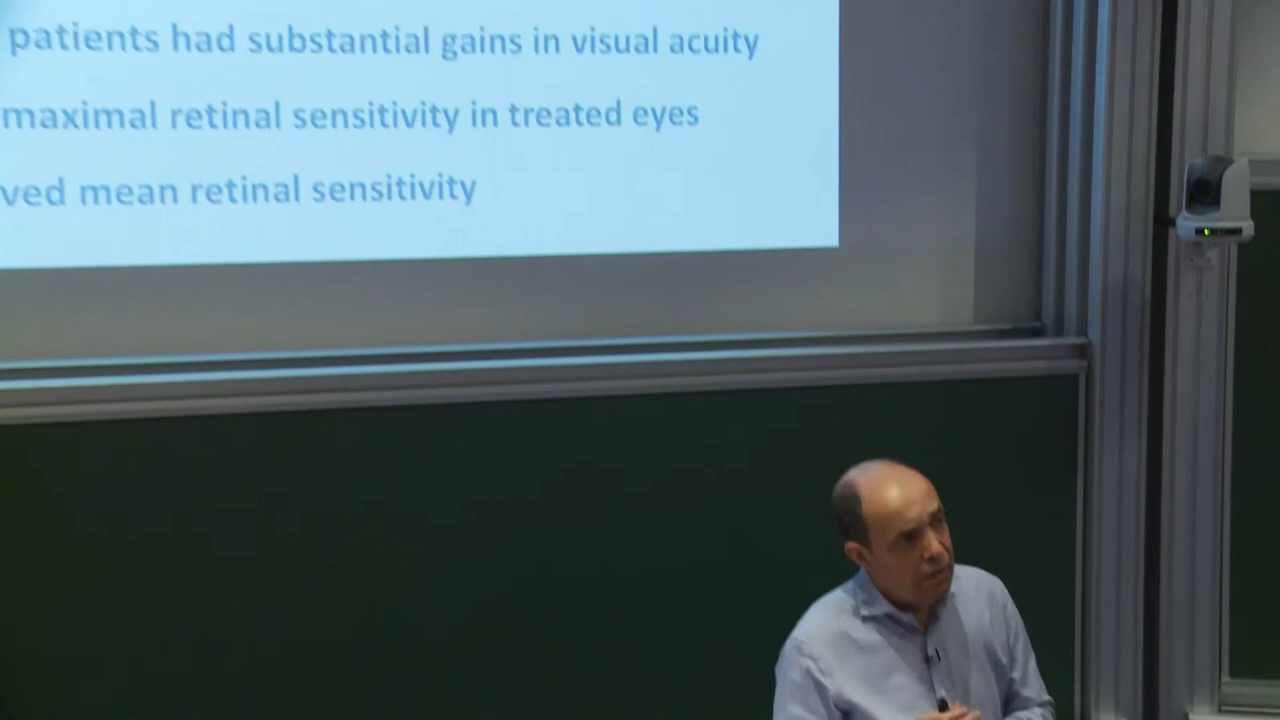 patients had substantial gains in visual acuity
maximal retinal sensitivity in treated eyes
ved mean retinal sensitivity